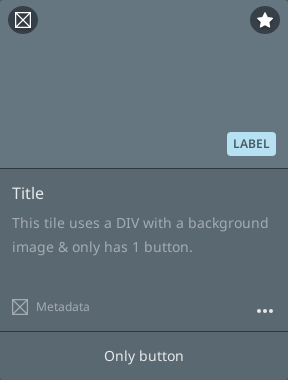 LABEL
Title
This tile uses a DIV with a background
image & only has 1 button.
Metadata
Only button